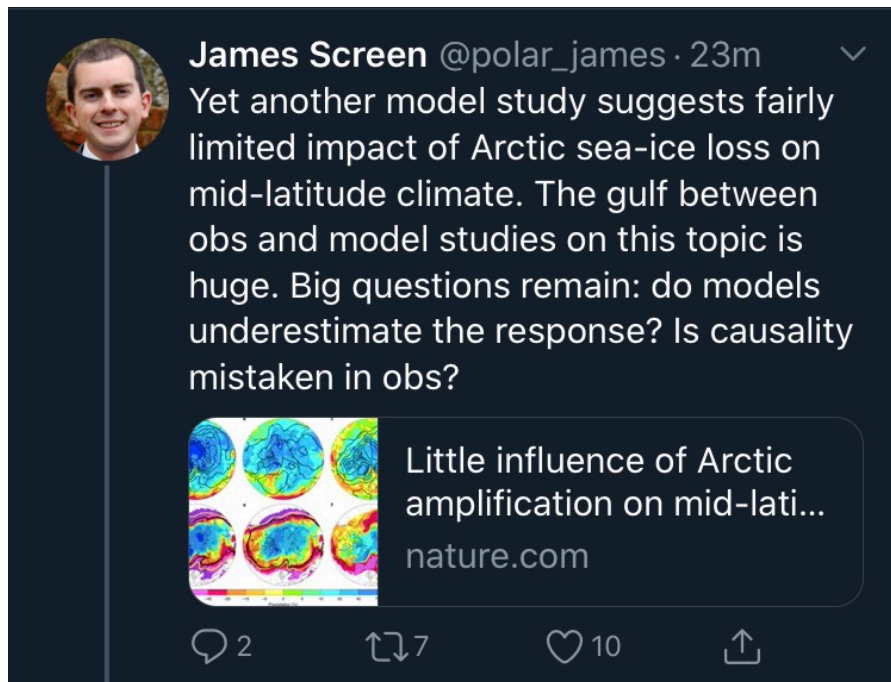 James Screen @polar_james · 23m
Yet another model study suggests fairly
limited impact of Arctic sea-ice loss on
mid-latitude climate. The gulf between
obs and model studies on this topic is
huge. Big questions remain: do models
underestimate the response? Is causality
mistaken in obs?
Little influence of Arctic
amplification on mid-lati...
nature.com
2
7
10